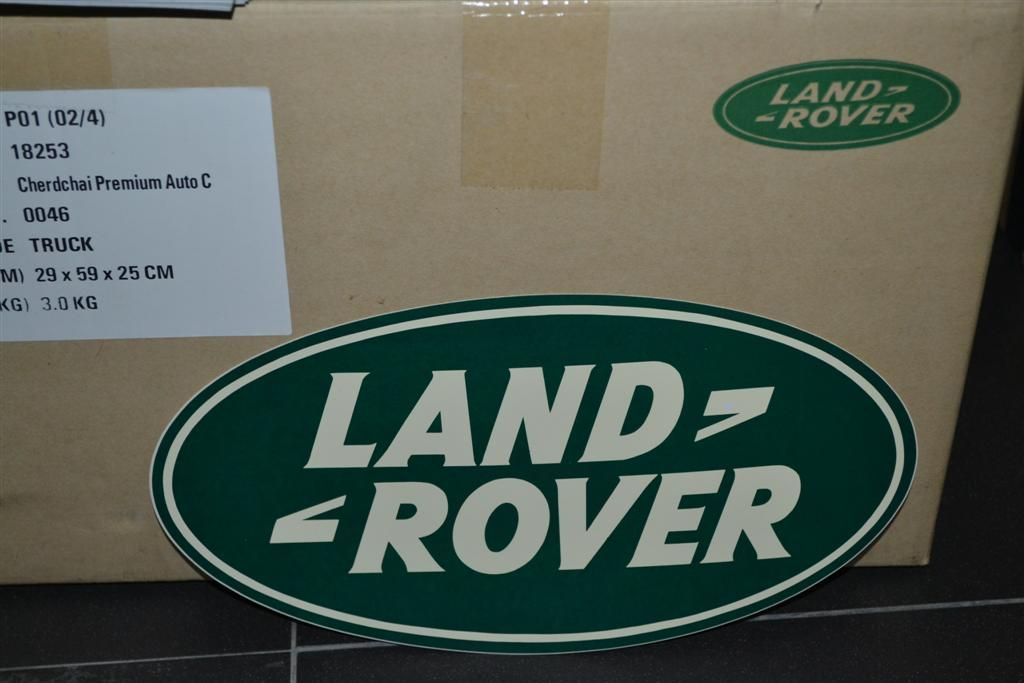 P01 (02/4)
18253
Cherdchai Premium Auto C
. 0046
E TRUCK
M) 29 x 59 x 25 CM
KG) 3.0 KG
LAND
ROVER
LAND
ROVER